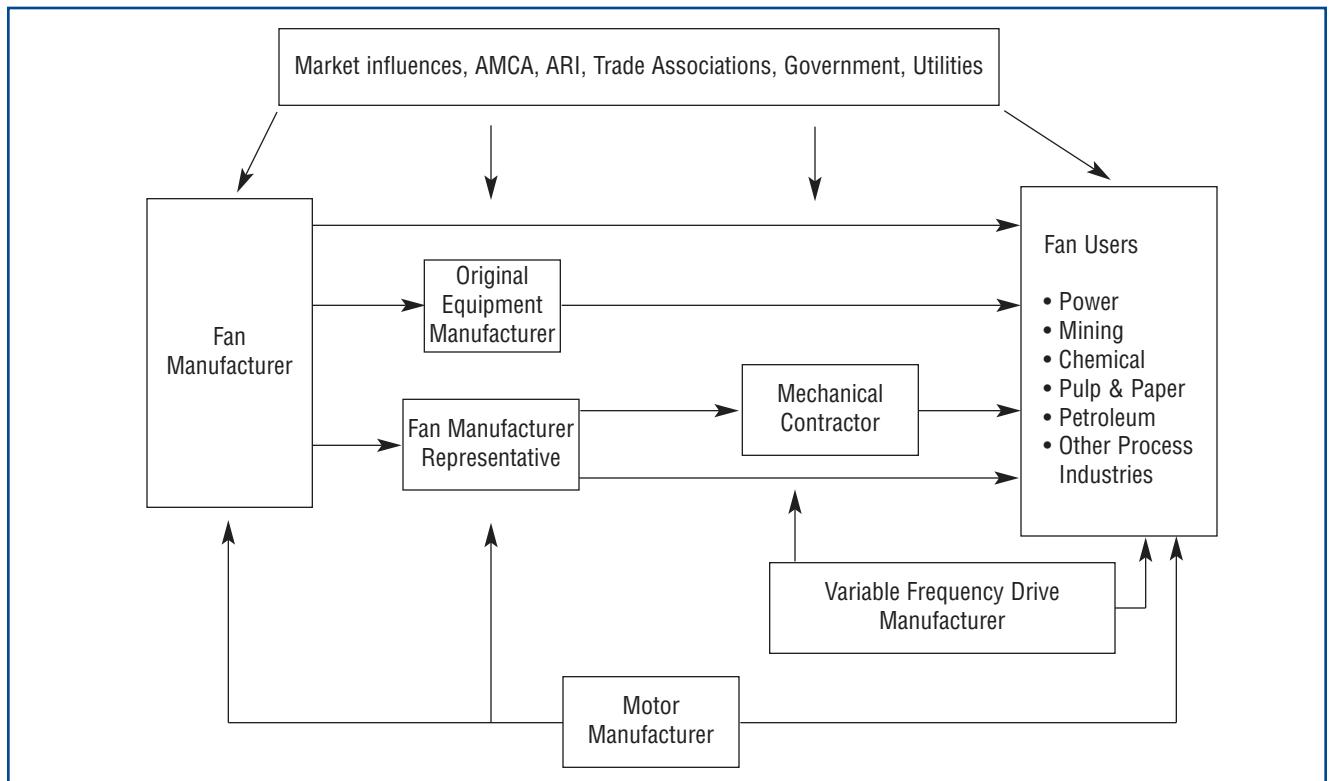 Market influences, AMCA, ARI, Trade Associations, Government, Utilities
Fan
Manufacturer
Original
Equipment
Manufacturer
Fan Manufacturer
Representative
Mechanical
Contractor
Fan Users
• Power
• Mining
• Chemical
• Pulp & Paper
• Petroleum
• Other Process
Industries
Variable Frequency Drive
Manufacturer
Motor
Manufacturer